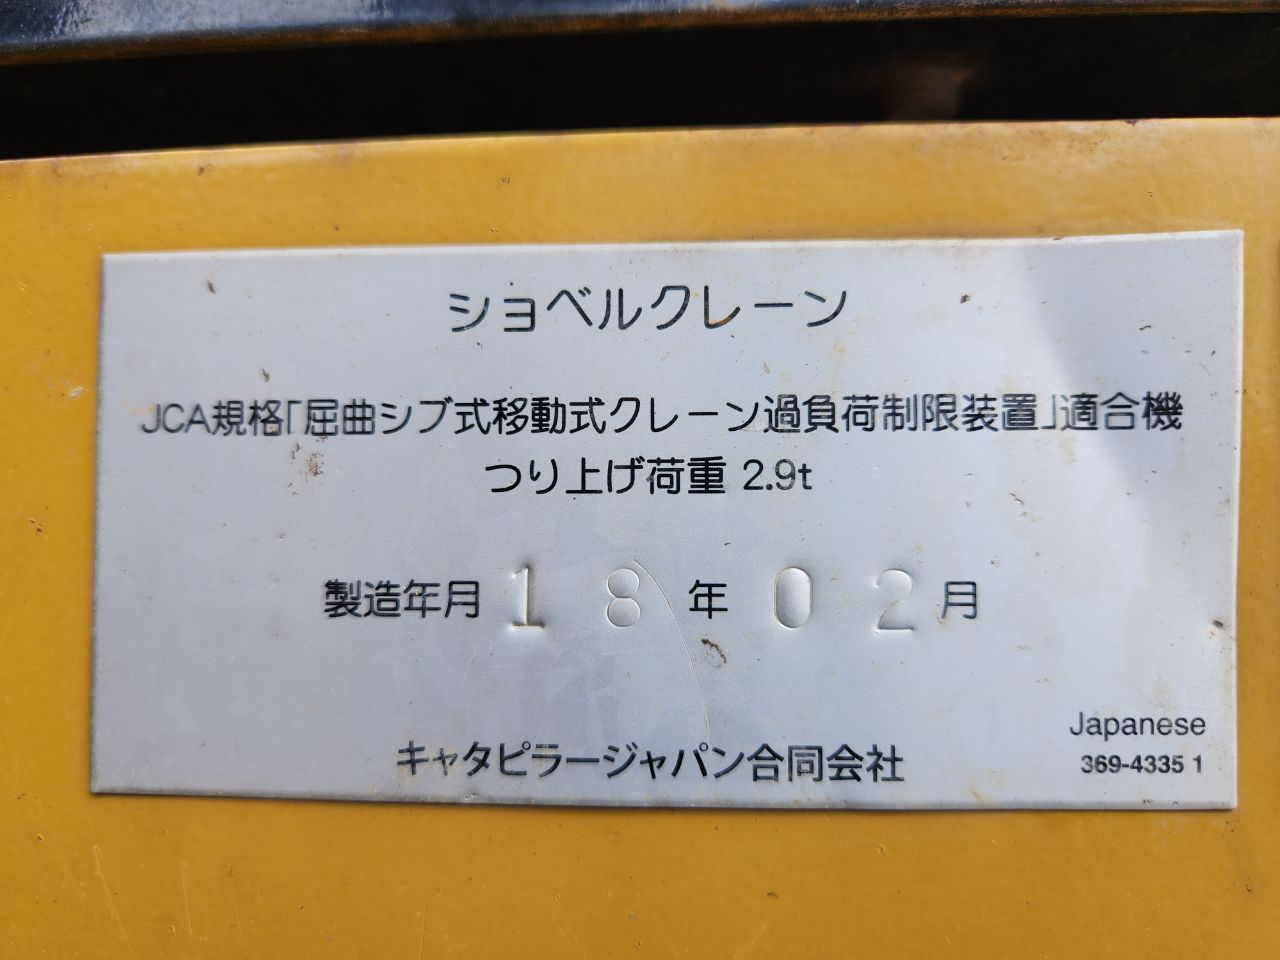 ショベルクレーン
JCA規格「屈曲ジブ式移動式クレーン過負荷制限装置」適合機
つり上げ荷重 2.9t
製造年月 18 年 02 月
キャタピラージャパン合同会社
Japanese
369-4335 1